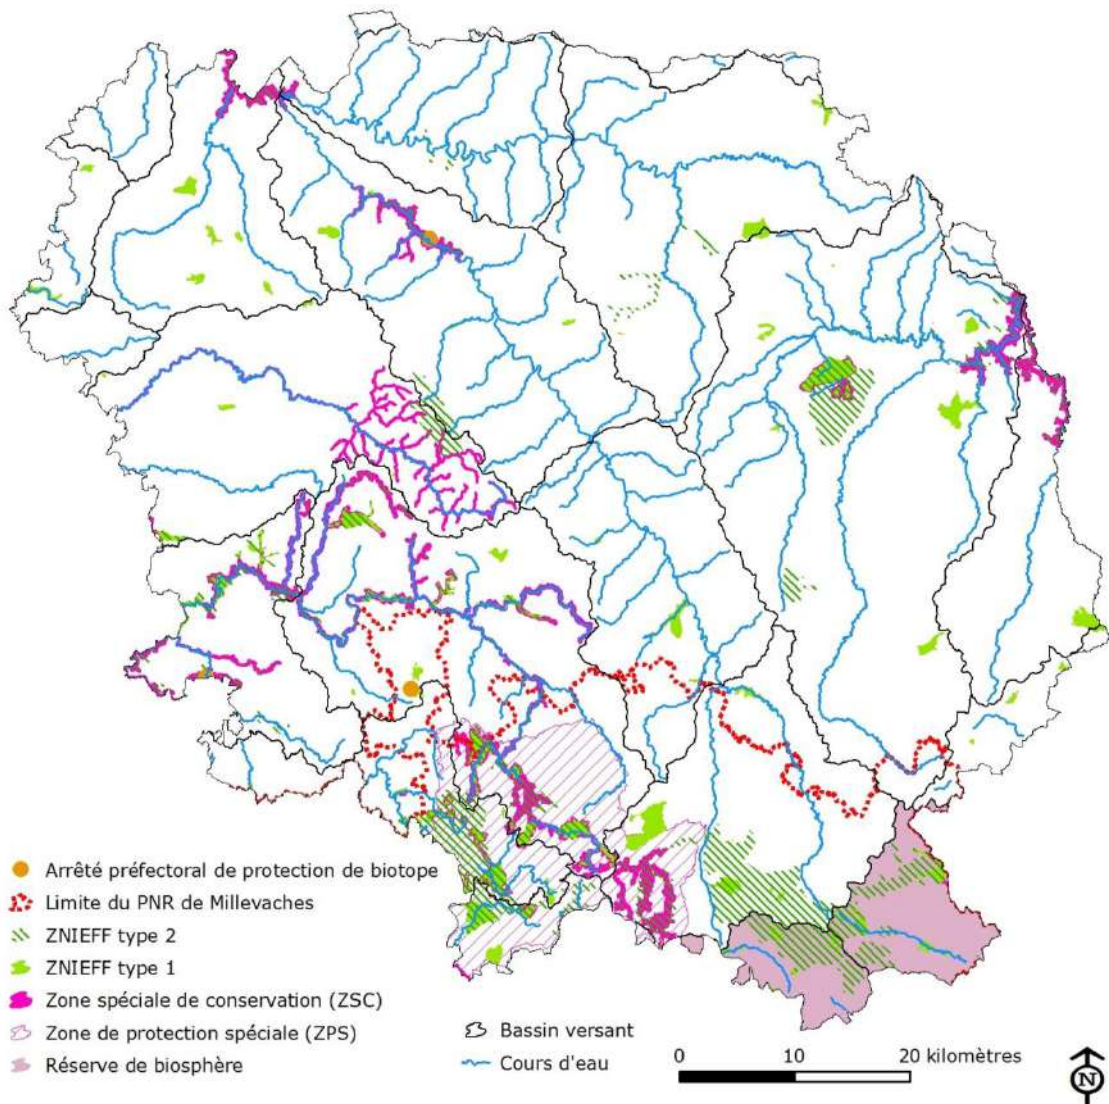 Arrêté préfectoral de protection de biotope
Limite du PNR de Millevaches
ZNIEFF type 2
ZNIEFF type 1
Zone spéciale de conservation (ZSC)
Zone de protection spéciale (ZPS)
Réserve de biosphère
Bassin versant
Cours d'eau
0 10 20 kilomètres
N